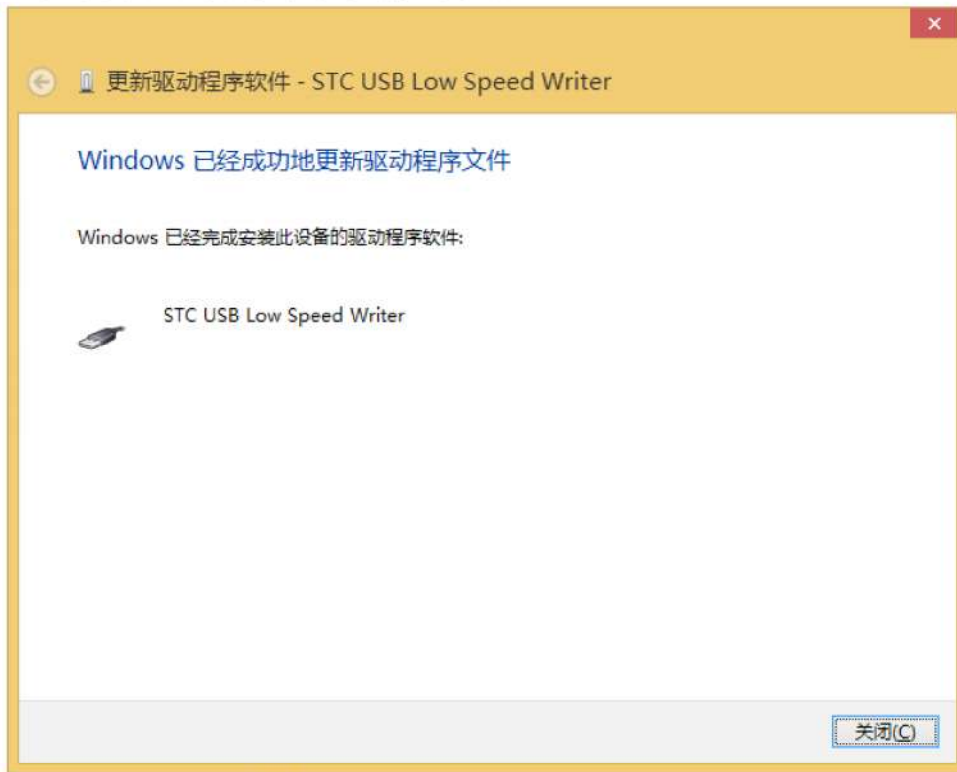 更新驱动程序软件 - STC USB Low Speed Writer
Windows 已经成功地更新驱动程序文件
Windows 已经完成安装此设备的驱动程序软件:
STC USB Low Speed Writer
关闭(C)